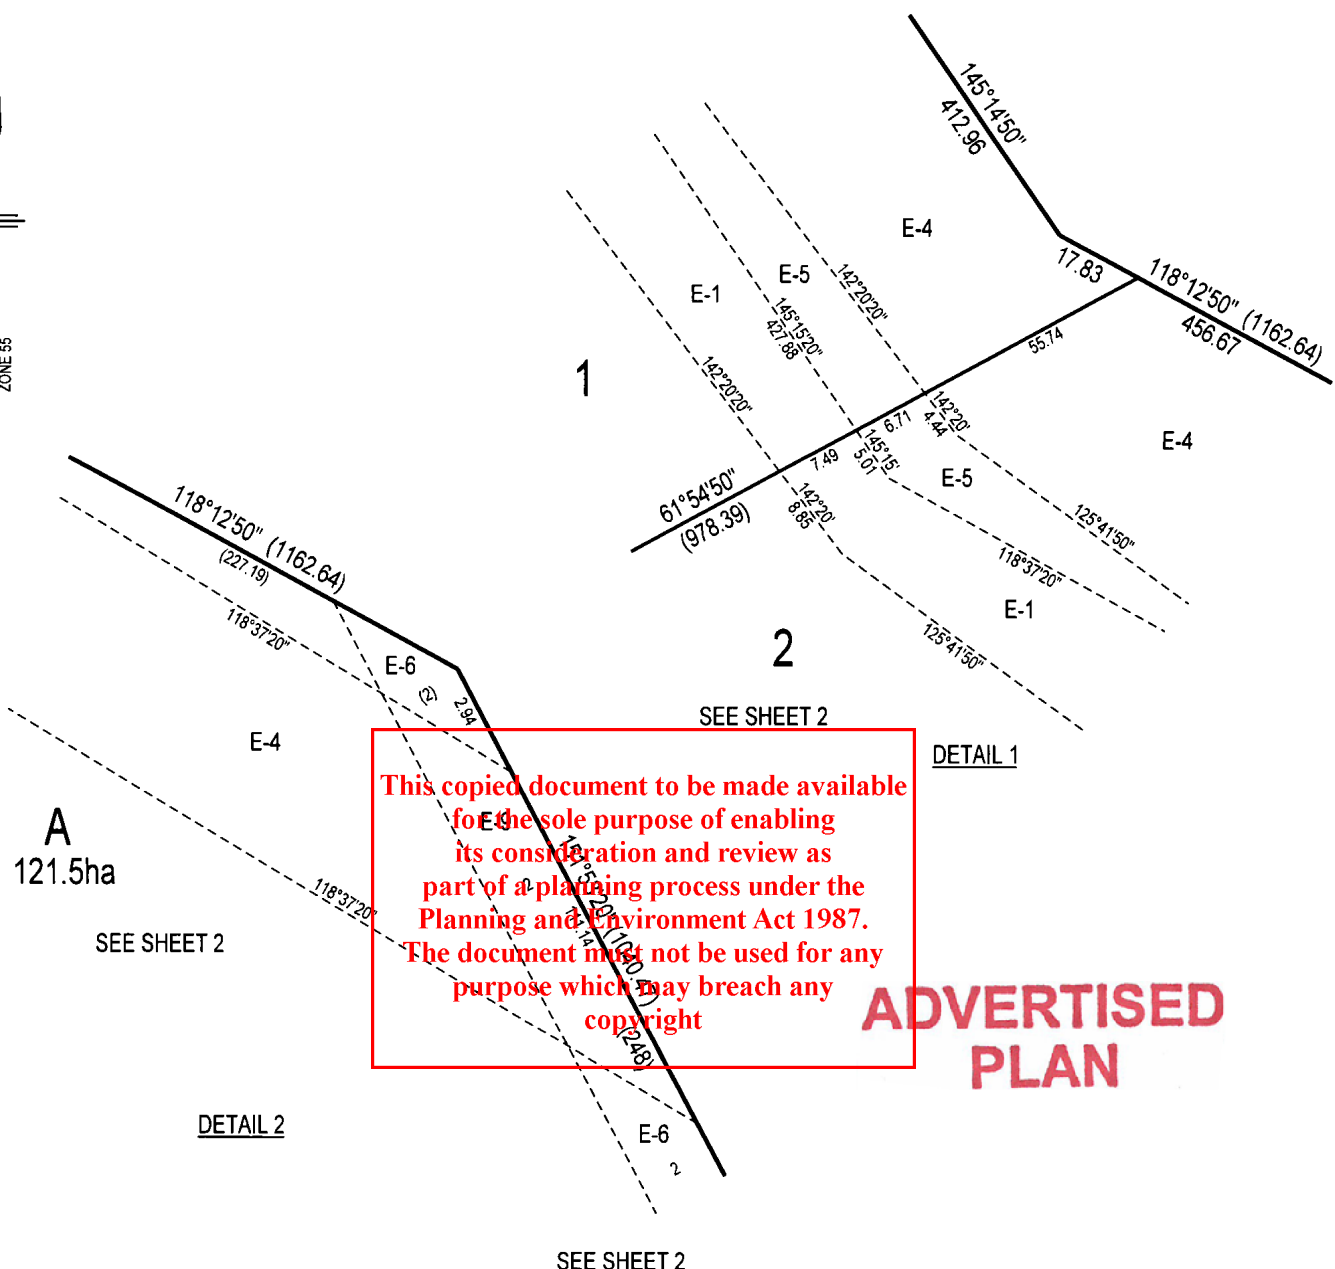 145°14'50"
412.96
E-4
17.83
118°12'50" (1162.64)
456.67
E-5
142°20'20"
E-1
145°15'20"
427.88
55.74
ZONE 55
1
142°20'20"
6.71
142°20'
4.44
E-4
7.49
145°15'
5.01
E-5
61°54'50"
(978.39)
142°20'
8.85
125°41'50"
118°37'20"
E-1
125°41'50"
2
SEE SHEET 2
DETAIL 1
118°12'50" (1162.64)
(227.19)
118°37'20"
E-6
(2)
2.94
E-4
A
121.5ha
118°37'20"
SEE SHEET 2
E-9
2
(1040.47)
(248)
This copied document to be made available
for the sole purpose of enabling
its consideration and review as
part of a planning process under the
Planning and Environment Act 1987.
The document must not be used for any
purpose which may breach any
copyright
ADVERTISED
PLAN
DETAIL 2
E-6
2
SEE SHEET 2